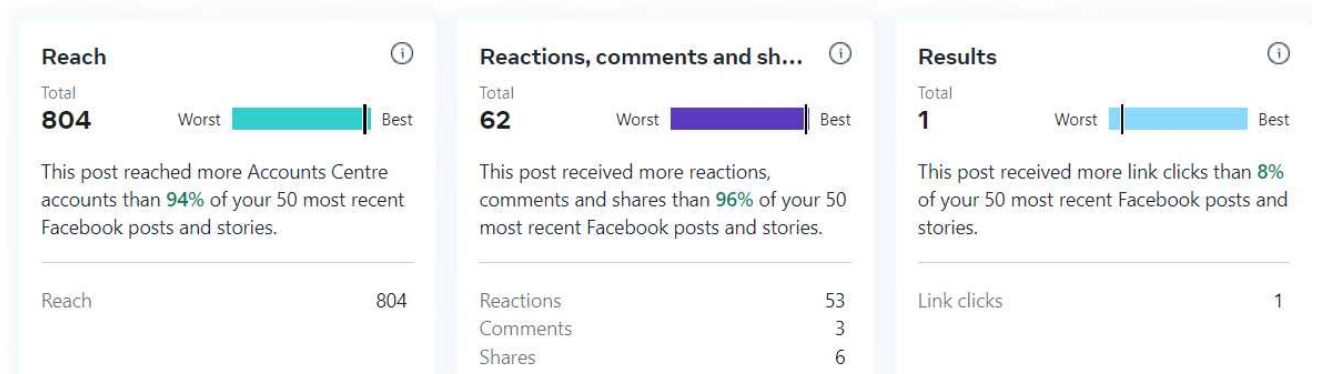 Reach
Total
804
Worst
Best
This post reached more Accounts Centre
accounts than 94% of your 50 most recent
Facebook posts and stories.
Reach 804
Reactions, comments and sh...
Total
62
Worst
Best
This post received more reactions,
comments and shares than 96% of your 50
most recent Facebook posts and stories.
Reactions 53
Comments 3
Shares 6
Results
Total
1
Worst
Best
This post received more link clicks than 8%
of your 50 most recent Facebook posts and
stories.
Link clicks 1